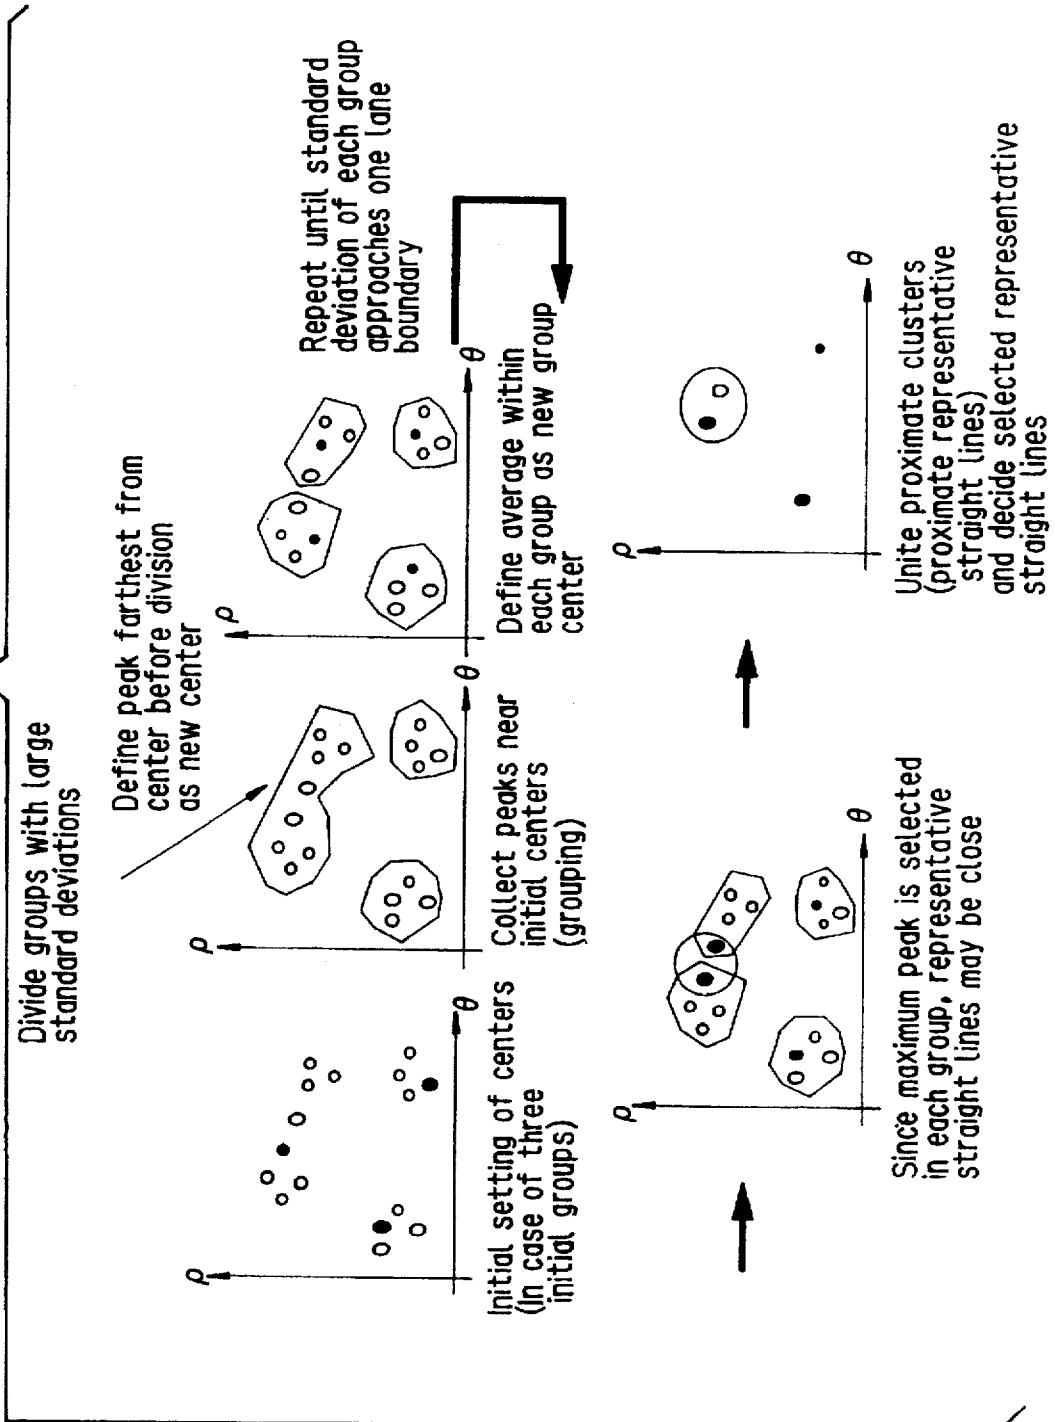 Divide groups with large
standard deviations
Define peak farthest from
center before division
as new center
Repeat until standard
deviation of each group
approaches one lane
boundary
ρ
θ
ρ
θ
ρ
θ
Initial setting of centers
(In case of three
initial groups)
Collect peaks near
initial centers
(grouping)
Define average within
each group as new group
center
ρ
θ
ρ
θ
Since maximum peak is selected
in each group, representative
straight lines may be close
Unite proximate clusters
(proximate representative
straight lines)
and decide selected representative
straight lines